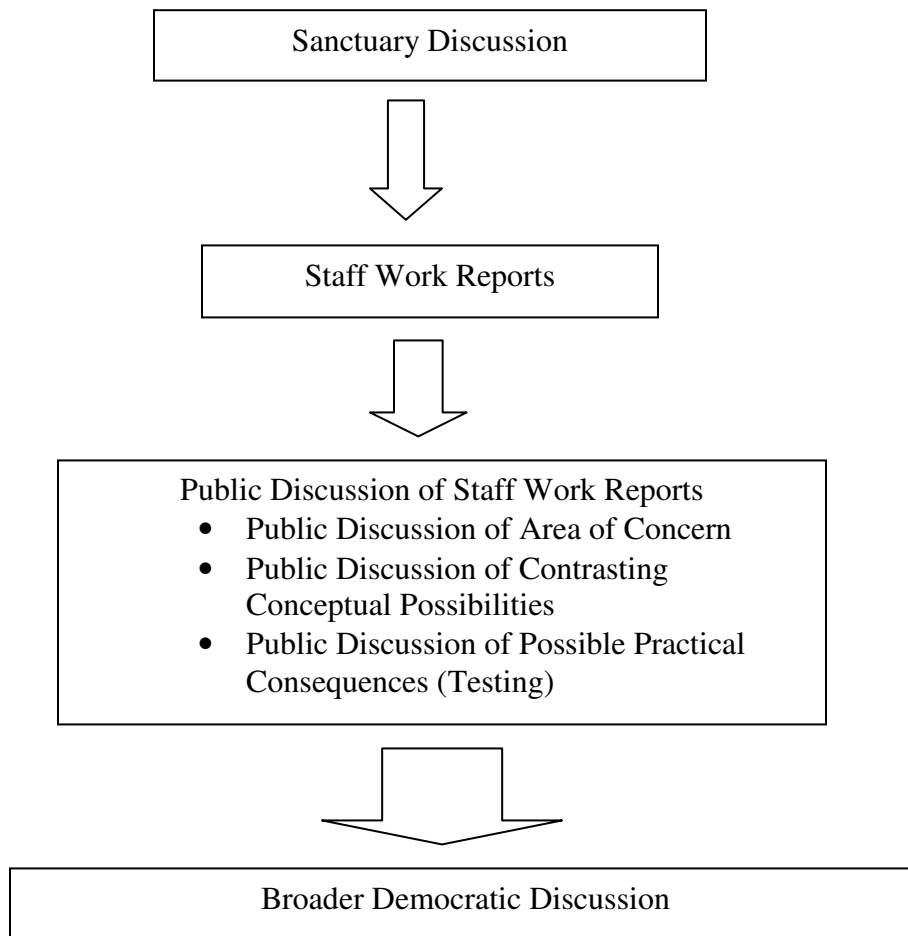 Sanctuary Discussion
Staff Work Reports
Public Discussion of Staff Work Reports
• Public Discussion of Area of Concern
• Public Discussion of Contrasting
Conceptual Possibilities
• Public Discussion of Possible Practical
Consequences (Testing)
Broader Democratic Discussion